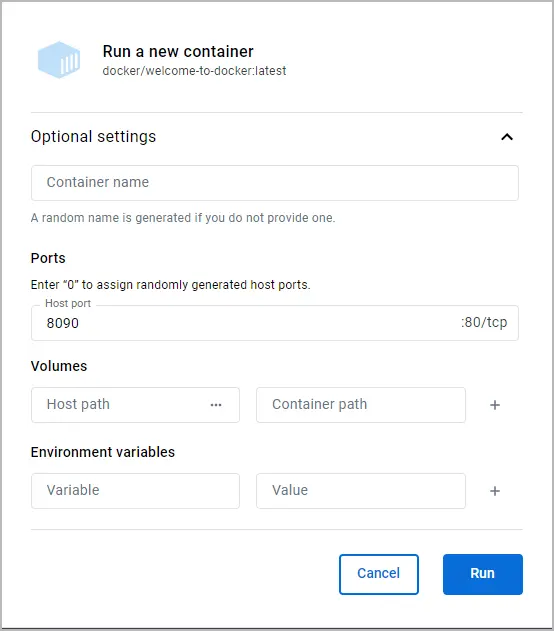 Run a new container
docker/welcome-to-docker:latest
Optional settings
Container name
A random name is generated if you do not provide one.
Ports
Enter “0” to assign randomly generated host ports.
Host port
8090 :80/tcp
Volumes
Host path ··· Container path +
Environment variables
Variable Value +
Cancel Run